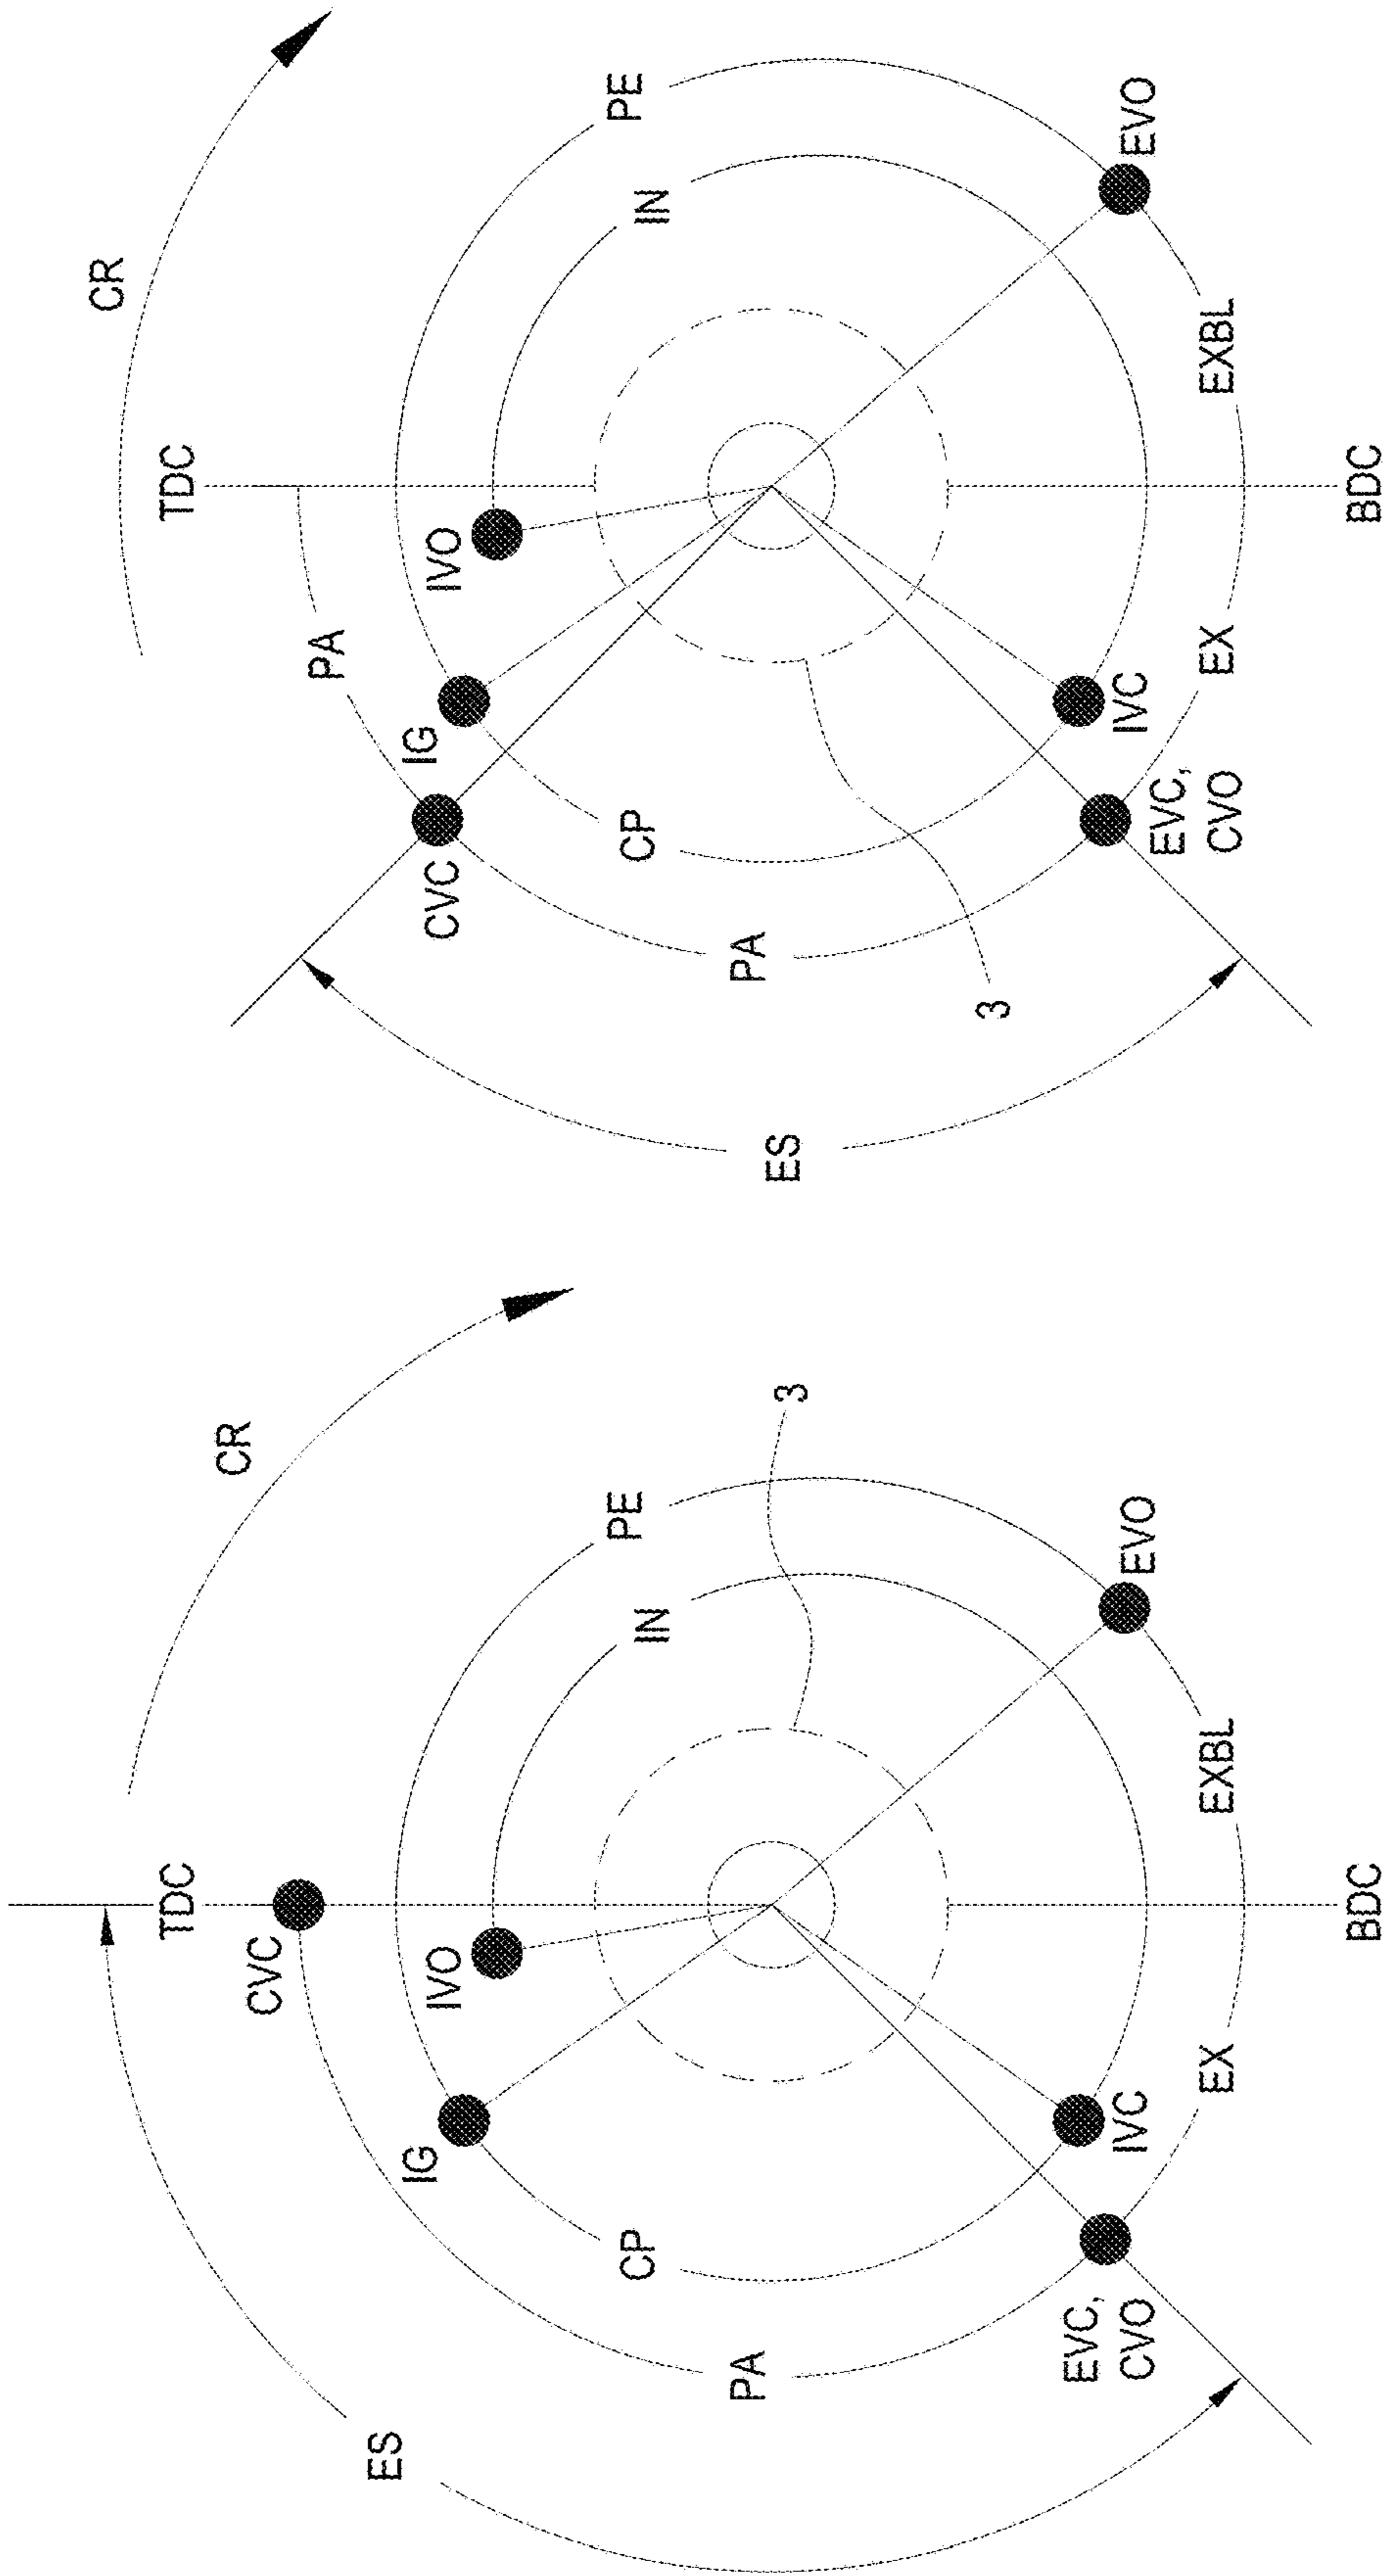 CR
TDC
CVC
PE
IN
IVO
IG
3
CP
PA
ES
EVO
EXBL
IVC
EX
EVC,
CVO
BDC
CR
TDC
PA
PE
IN
IVO
IG
CVC
CP
PA
ES
3
EVO
EXBL
IVC
EX
EVC,
CVO
BDC